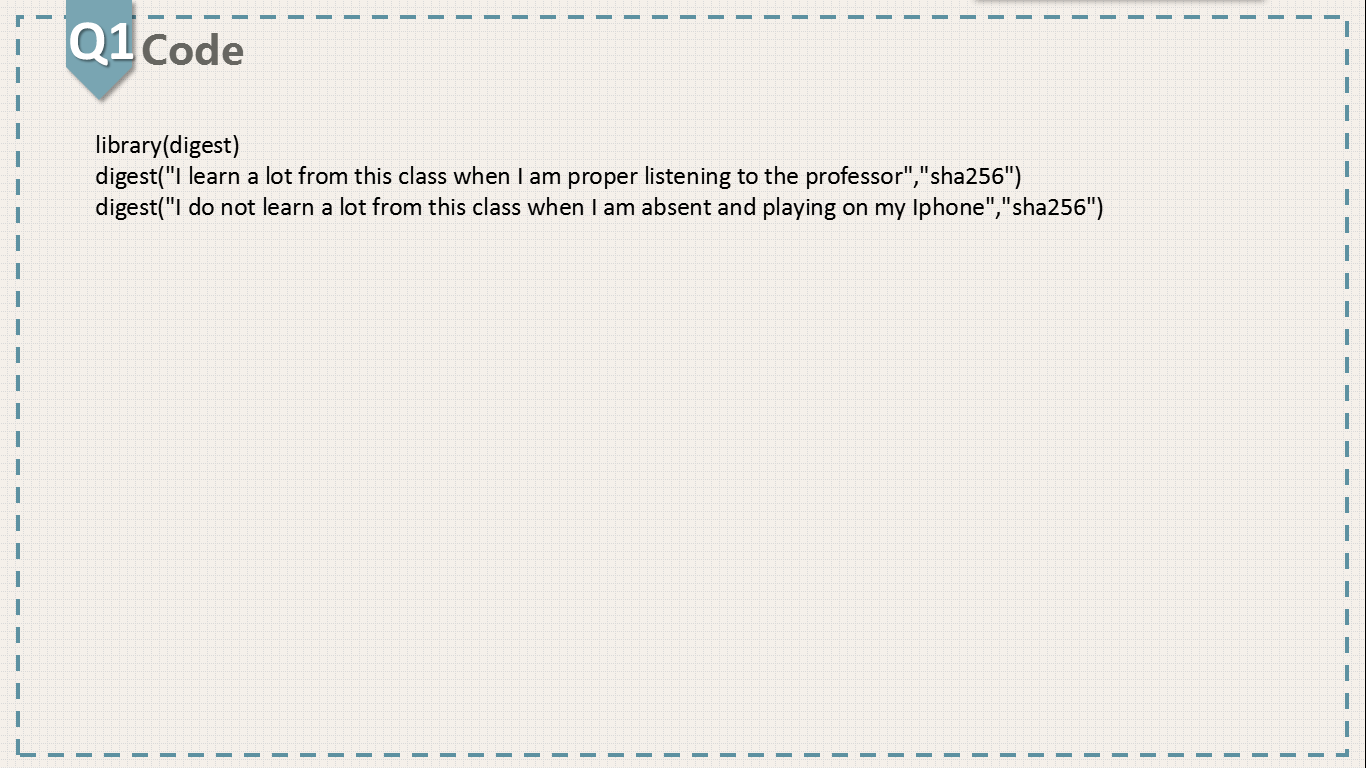 Q1 Code
library(digest)
digest("I learn a lot from this class when I am proper listening to the professor","sha256")
digest("I do not learn a lot from this class when I am absent and playing on my Iphone","sha256")